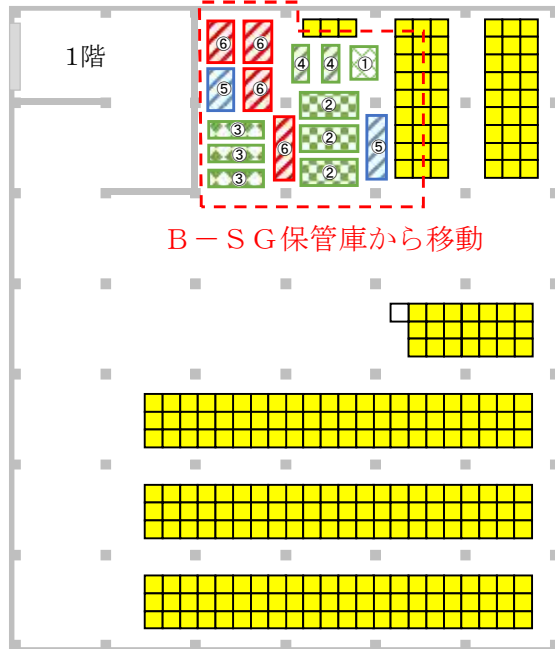 1階
⑥ ⑥
④ ④ ①
⑤ ⑥
②
③ ⑥ ② ⑤
③
③ ②
B－SG保管庫から移動